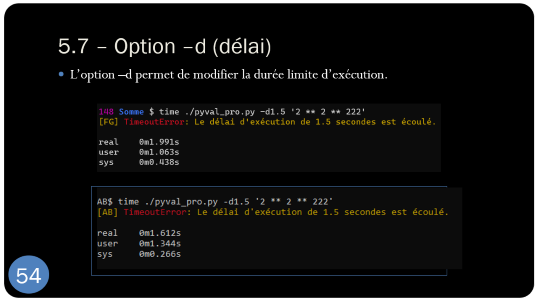 5.7 – Option –d (délai)
L'option –d permet de modifier la durée limite d'exécution.
148 Somme $ time ./pyval_pro.py -d1.5 '2 ** 2 ** 222'
[FG] TimeoutError: Le délai d'exécution de 1.5 secondes est écoulé.
real 0m1.991s
user 0m1.063s
sys 0m0.438s
AB$ time ./pyval_pro.py -d1.5 '2 ** 2 ** 222'
[AB] TimeoutError: Le délai d'exécution de 1.5 secondes est écoulé.
real 0m1.612s
user 0m1.344s
sys 0m0.266s
54